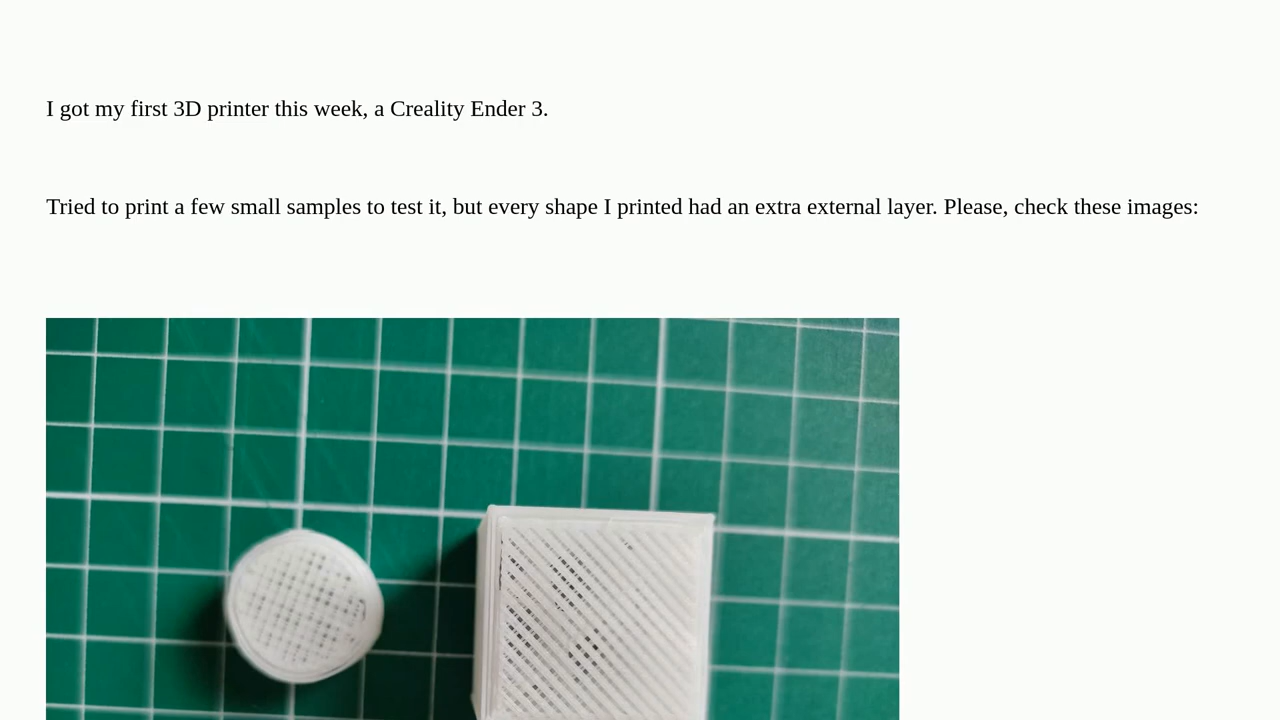 I got my first 3D printer this week, a Creality Ender 3.
Tried to print a few small samples to test it, but every shape I printed had an extra external layer. Please, check these images: